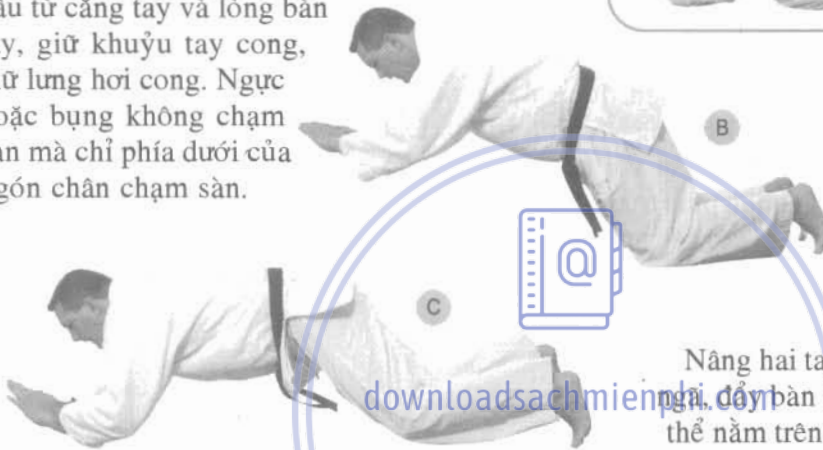 ầu từ cẳng tay và lòng bàn
y, giữ khuỷu tay cong,
ữ lưng hơi cong. Ngực
oặc bụng không chạm
àn mà chỉ phía dưới của
gón chân chạm sàn.
B
C
Nâng hai ta
downloadsachmienphi.com
ngã, đẩy bàn
thể nằm trên